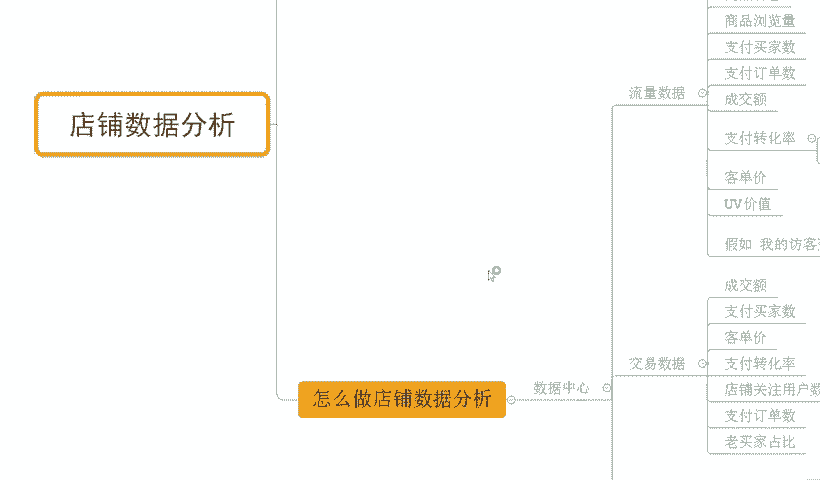 商品浏览量
支付买家数
支付订单数
流量数据
成交额
店铺数据分析
支付转化率
客单价
UV价值
假如 我的访客
成交额
支付买家数
客单价
交易数据
支付转化率
数据中心
店铺关注用户数
怎么做店铺数据分析
支付订单数
老买家占比